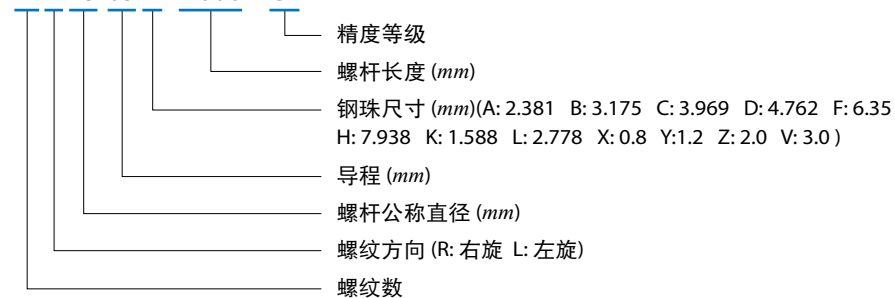 精度等级
螺杆长度 (mm)
钢珠尺寸 (mm)(A: 2.381 B: 3.175 C: 3.969 D: 4.762 F: 6.35
H: 7.938 K: 1.588 L: 2.778 X: 0.8 Y:1.2 Z: 2.0 V: 3.0 )
导程 (mm)
螺杆公称直径 (mm)
螺纹方向 (R: 右旋 L: 左旋)
螺纹数